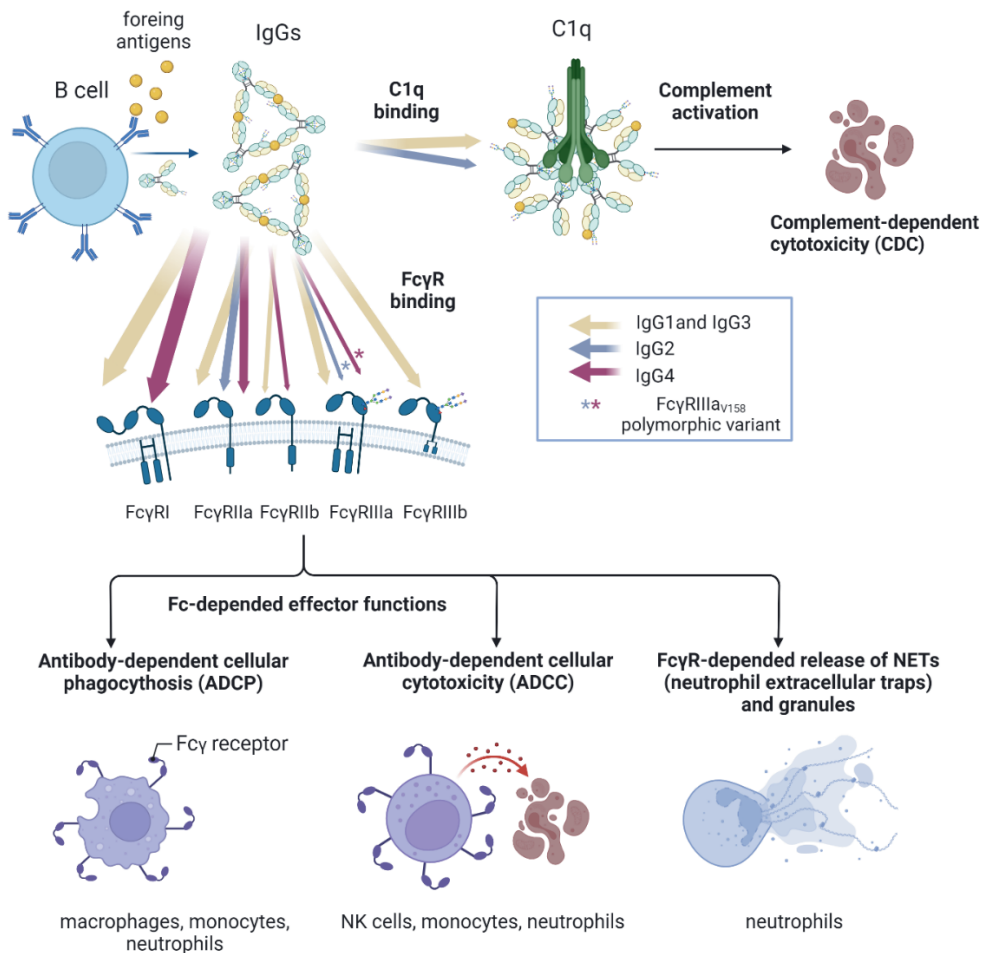 foreing
antigens
IgGs
C1q
B cell
C1q
binding
Complement
activation
Complement-dependent
cytotoxicity (CDC)
FcγR
binding
IgG1and IgG3
IgG2
IgG4
** FcγRIIIaV158
polymorphic variant
*
*
FcγRI
FcγRIIa
FcγRIIb
FcγRIIIa
FcγRIIIb
Fc-depended effector functions
Antibody-dependent cellular
phagocythosis (ADCP)
Antibody-dependent cellular
cytotoxicity (ADCC)
FcγR-depended release of NETs
(neutrophil extracellular traps)
and granules
Fcγ receptor
macrophages, monocytes,
neutrophils
NK cells, monocytes, neutrophils
neutrophils